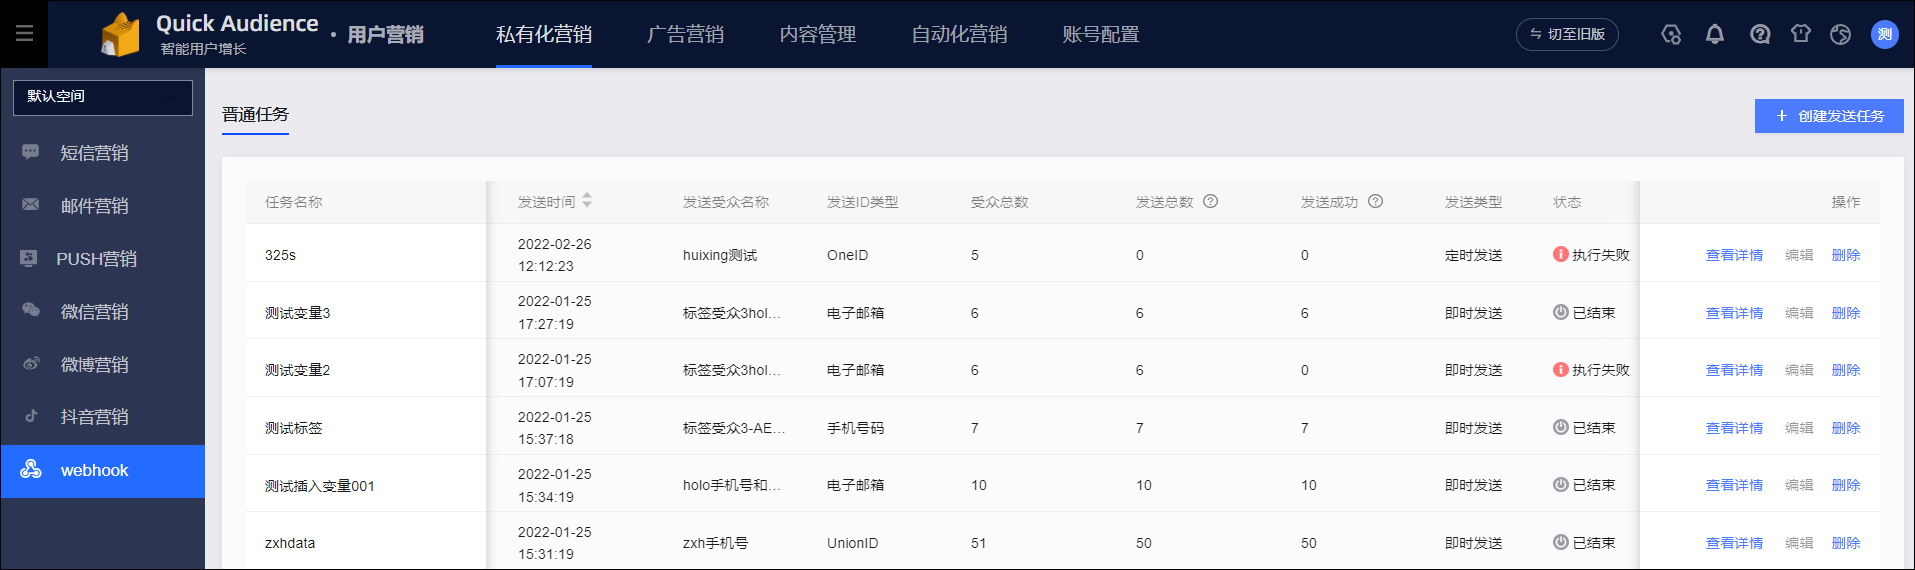 Quick Audience
智能用户增长
· 用户营销
私有化营销
广告营销
内容管理
自动化营销
账号配置
切至旧版
测
默认空间
短信营销
邮件营销
PUSH营销
微信营销
微博营销
抖音营销
webhook
普通任务
+ 创建发送任务
任务名称 发送时间 发送受众名称 发送ID类型 受众总数 发送总数 发送成功 发送类型 状态 操作
325s 2022-02-26 12:12:23 huixing测试 OneID 5 0 0 定时发送 执行失败 查看详情 编辑 删除
测试变量3 2022-01-25 17:27:19 标签受众3hol... 电子邮箱 6 6 6 即时发送 已结束 查看详情 编辑 删除
测试变量2 2022-01-25 17:07:19 标签受众3hol... 电子邮箱 6 6 0 即时发送 执行失败 查看详情 编辑 删除
测试标签 2022-01-25 15:37:18 标签受众3-AE... 手机号码 7 7 7 即时发送 已结束 查看详情 编辑 删除
测试插入变量001 2022-01-25 15:34:19 holo手机号和... 电子邮箱 10 10 10 即时发送 已结束 查看详情 编辑 删除
zxhdata 2022-01-25 15:31:19 zxh手机号 UnionID 51 50 50 即时发送 已结束 查看详情 编辑 删除